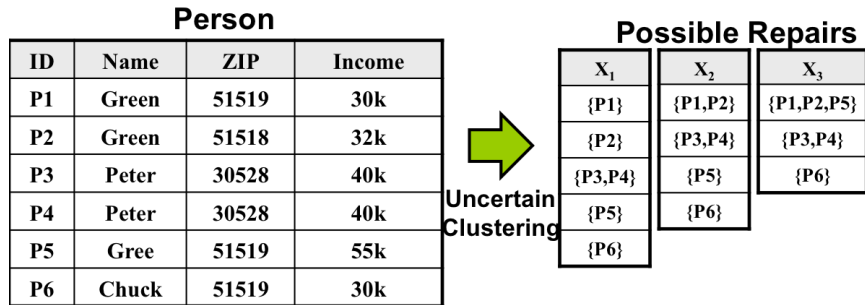 Person
ID Name ZIP Income
P1 Green 51519 30k
P2 Green 51518 32k
P3 Peter 30528 40k
P4 Peter 30528 40k
P5 Gree 51519 55k
P6 Chuck 51519 30k
Uncertain
Clustering
Possible Repairs
X1 X2 X3
{P1} {P1,P2} {P1,P2,P5}
{P2} {P3,P4} {P3,P4}
{P3,P4} {P5} {P6}
{P5} {P6}
{P6}